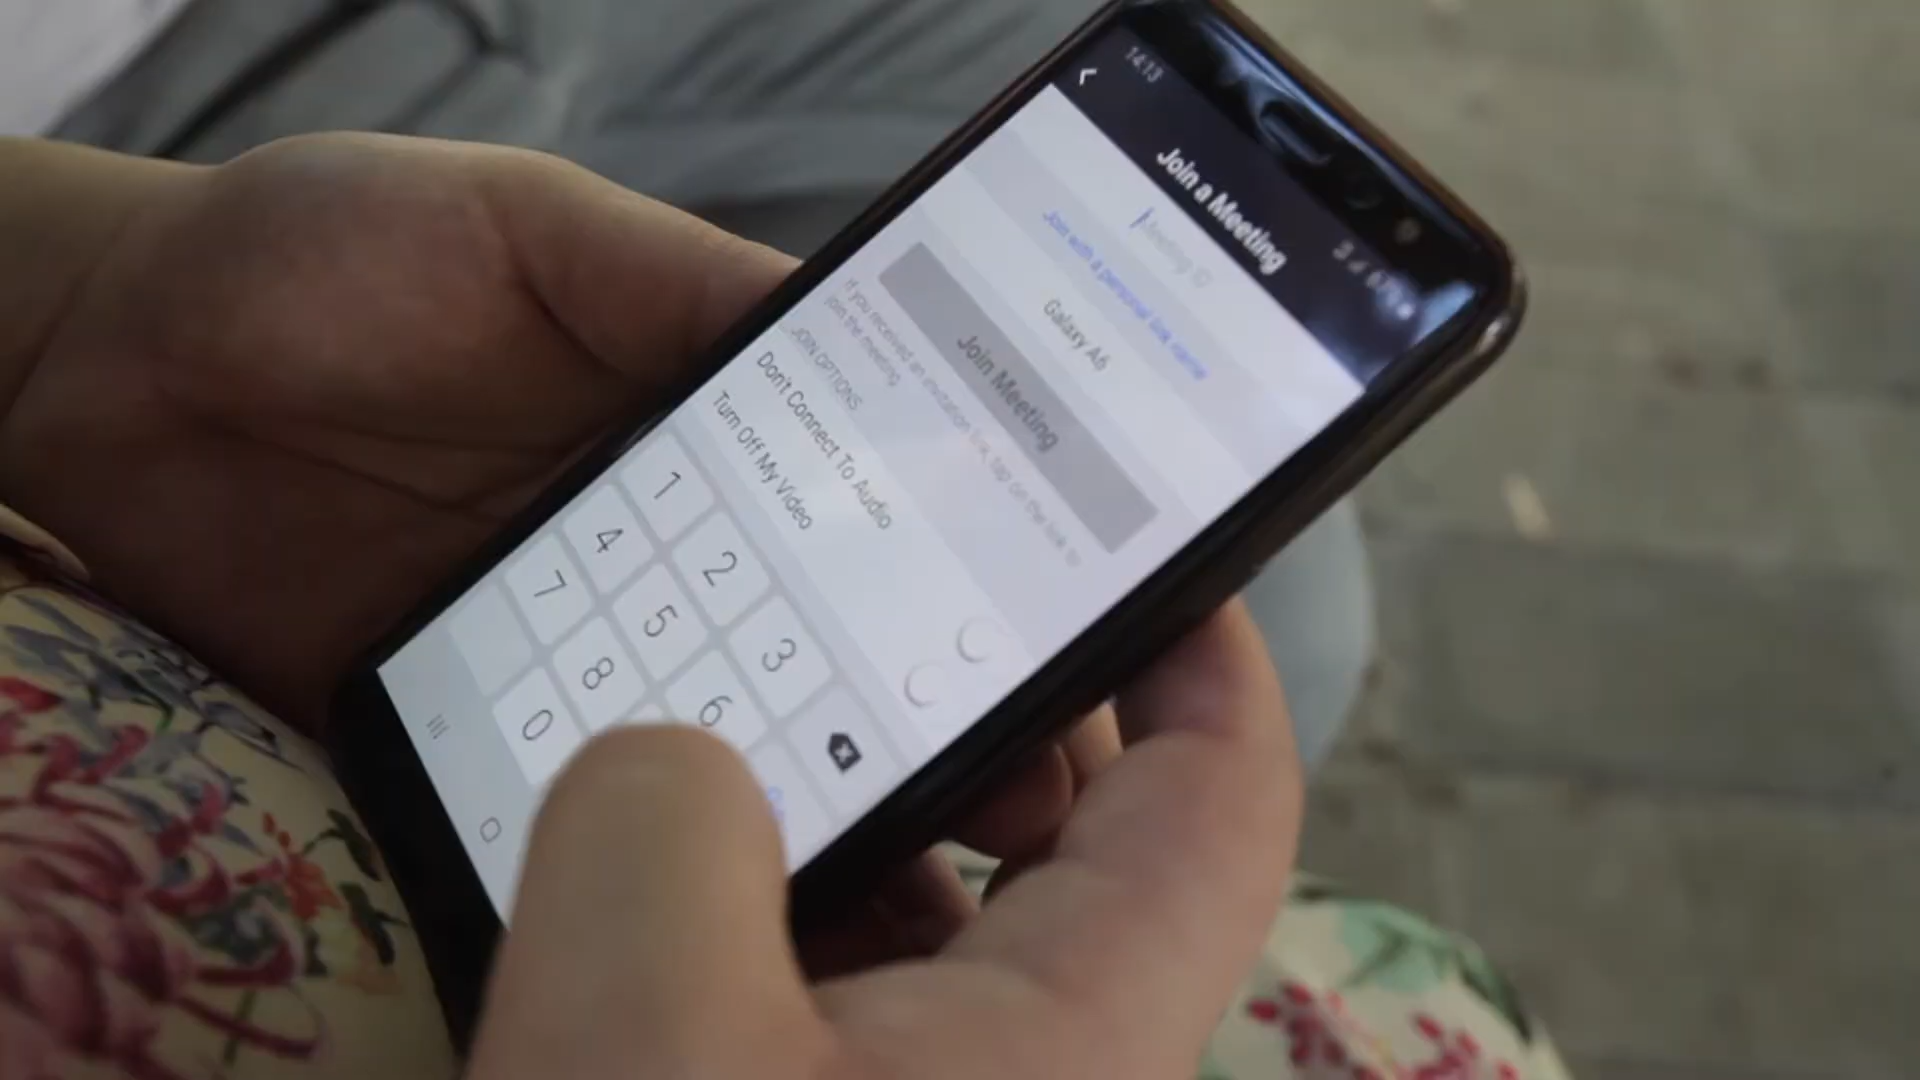 14:13
Join a Meeting
Meeting ID
Join with a personal link name
Galaxy A6
Join Meeting
If you received an invitation link, tap on the link to
join the meeting
JOIN OPTIONS
Don't Connect To Audio
Turn Off My Video
1
2
3
4
5
6
7
8
0